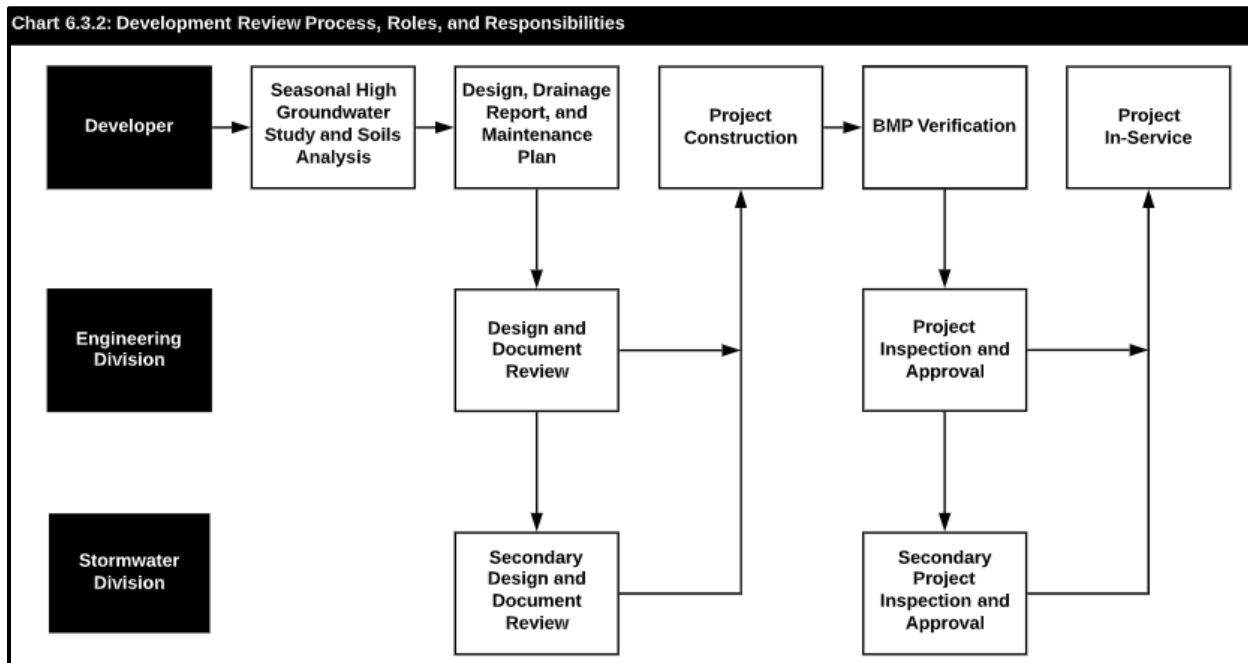 Chart 6.3.2: Development Review Process, Roles, and Responsibilities
Developer
Seasonal High
Groundwater
Study and Soils
Analysis
Design, Drainage
Report, and
Maintenance
Plan
Project
Construction
BMP Verification
Project
In-Service
Engineering
Division
Design and
Document
Review
Project
Inspection and
Approval
Stormwater
Division
Secondary
Design and
Document
Review
Secondary
Project
Inspection and
Approval